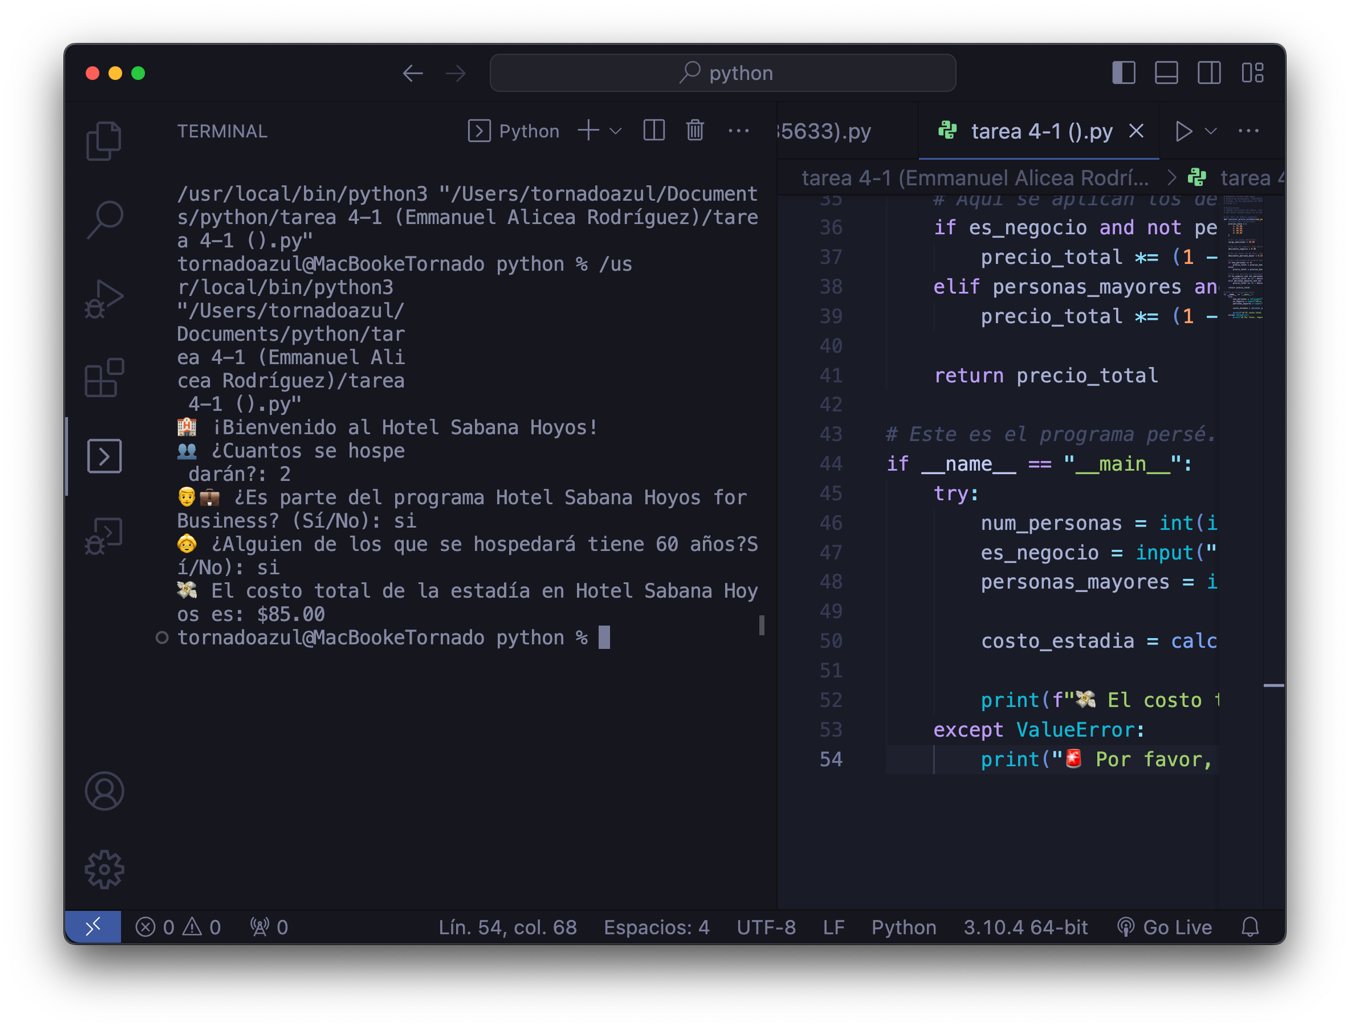 python
TERMINAL
Python
35633).py
tarea 4-1 ().py
/usr/local/bin/python3 "/Users/tornadoazul/Document
s/python/tarea 4-1 (Emmanuel Alicea Rodríguez)/tare
a 4-1 ().py"
tornadoazul@MacBookeTornado python % /us
r/local/bin/python3
"/Users/tornadoazul/
Documents/python/tar
ea 4-1 (Emmanuel Ali
cea Rodríguez)/tarea
4-1 ().py"
🏨 ¡Bienvenido al Hotel Sabana Hoyos!
👥 ¿Cuantos se hospe
darán?: 2
👨💼 ¿Es parte del programa Hotel Sabana Hoyos for
Business? (Sí/No): si
👵 ¿Alguien de los que se hospedará tiene 60 años?S
í/No): si
💸 El costo total de la estadía en Hotel Sabana Hoy
os es: $85.00
tornadoazul@MacBookeTornado python %
tarea 4-1 (Emmanuel Alicea Rodrí... > tarea 4
35 # Aquí se aplican los de
36 if es_negocio and not pe
37 precio_total *= (1 -
38 elif personas_mayores an
39 precio_total *= (1 -
40
41 return precio_total
42
43 # Este es el programa persé.
44 if __name__ == "__main__":
45 try:
46 num_personas = int(i
47 es_negocio = input("
48 personas_mayores = i
49
50 costo_estadia = calc
51
52 print(f"💸 El costo t
53 except ValueError:
54 print("🚨 Por favor,
0 0 0
Lín. 54, col. 68
Espacios: 4
UTF-8
LF
Python
3.10.4 64-bit
Go Live